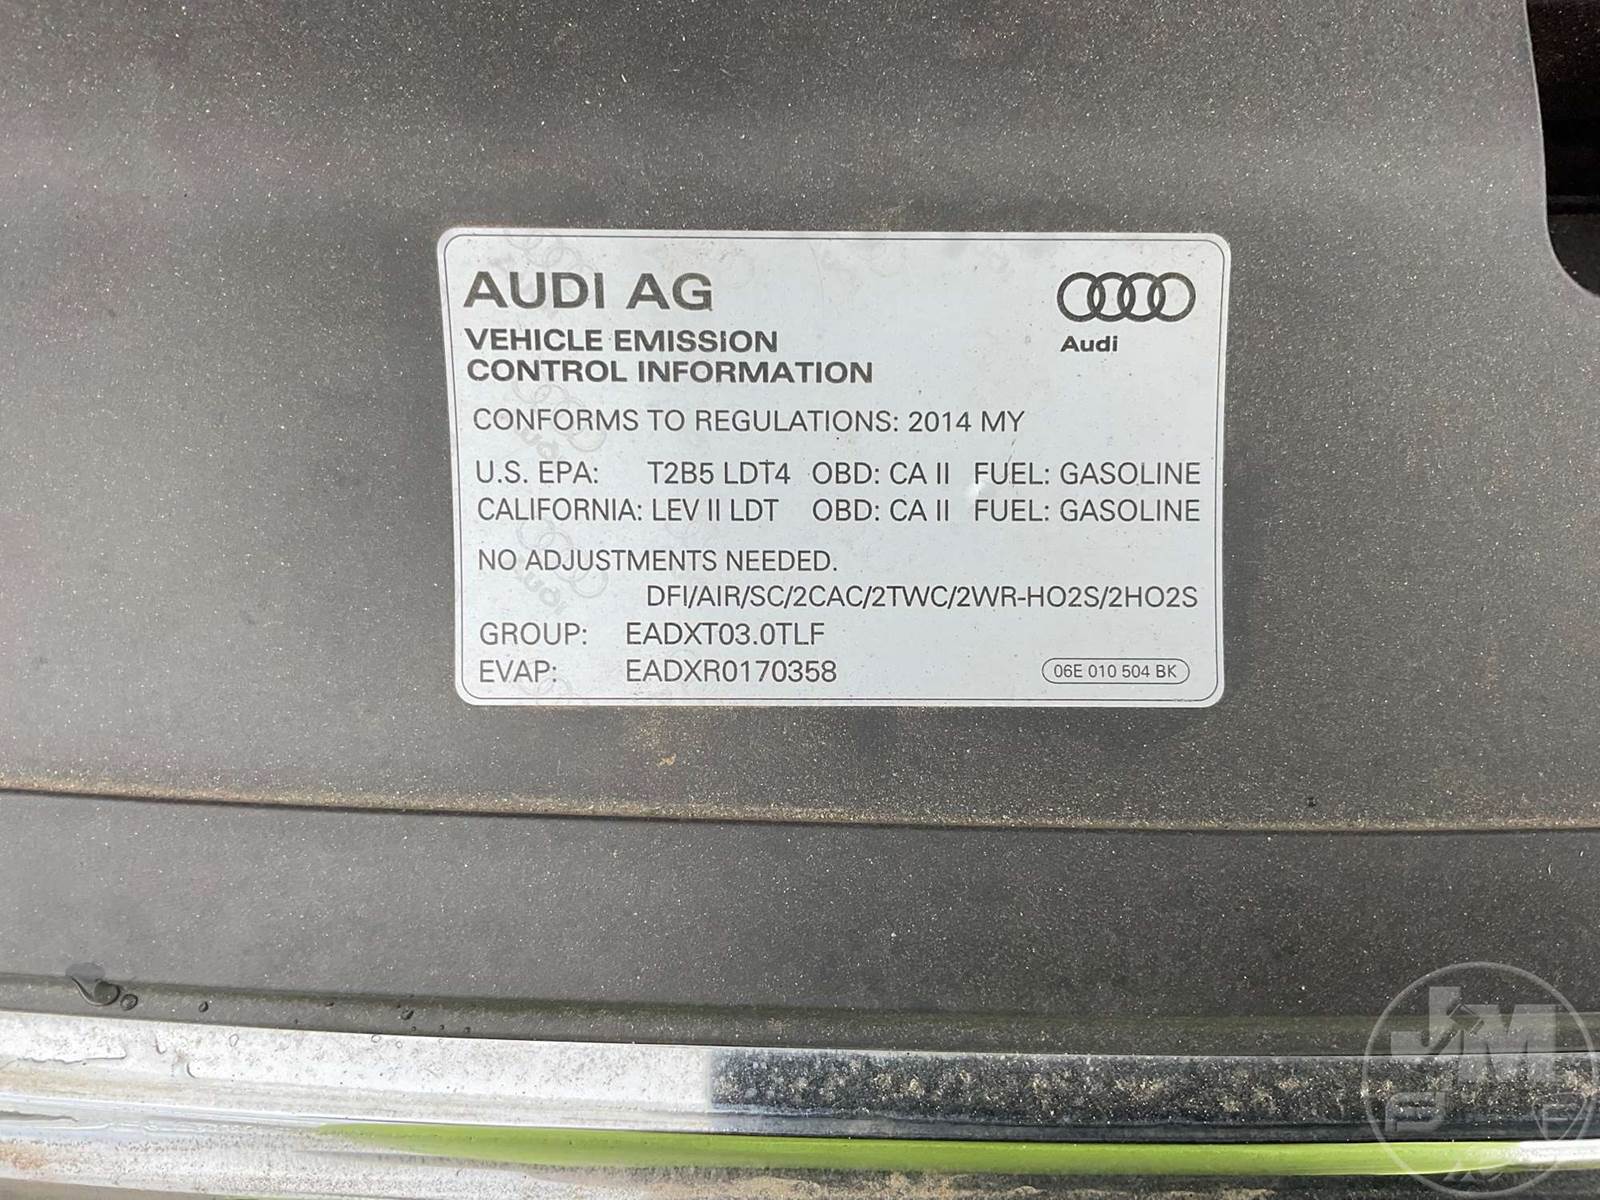 AUDI AG
Audi
VEHICLE EMISSION
CONTROL INFORMATION
CONFORMS TO REGULATIONS: 2014 MY
U.S. EPA: T2B5 LDT4 OBD: CA II FUEL: GASOLINE
CALIFORNIA: LEV II LDT OBD: CA II FUEL: GASOLINE
NO ADJUSTMENTS NEEDED.
DFI/AIR/SC/2CAC/2TWC/2WR-HO2S/2HO2S
GROUP: EADXT03.0TLF
EVAP: EADXR0170358
06E 010 504 BK
JM